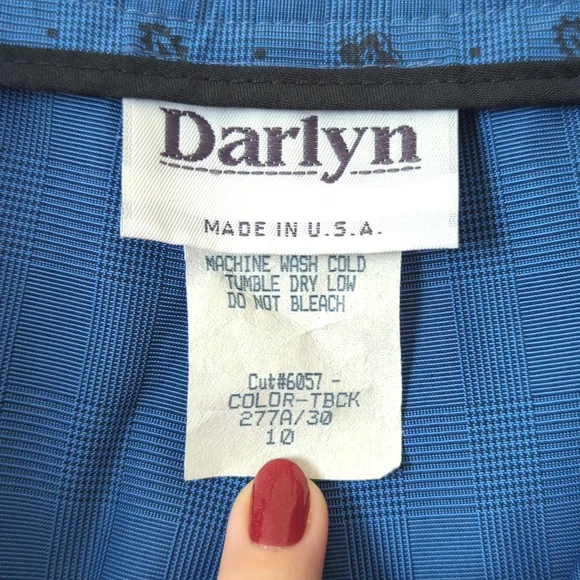 Darlyn
MADE IN U.S.A.
MACHINE WASH COLD
TUMBLE DRY LOW
DO NOT BLEACH
Cut#6057 -
COLOR-TBCK
277A/30
10